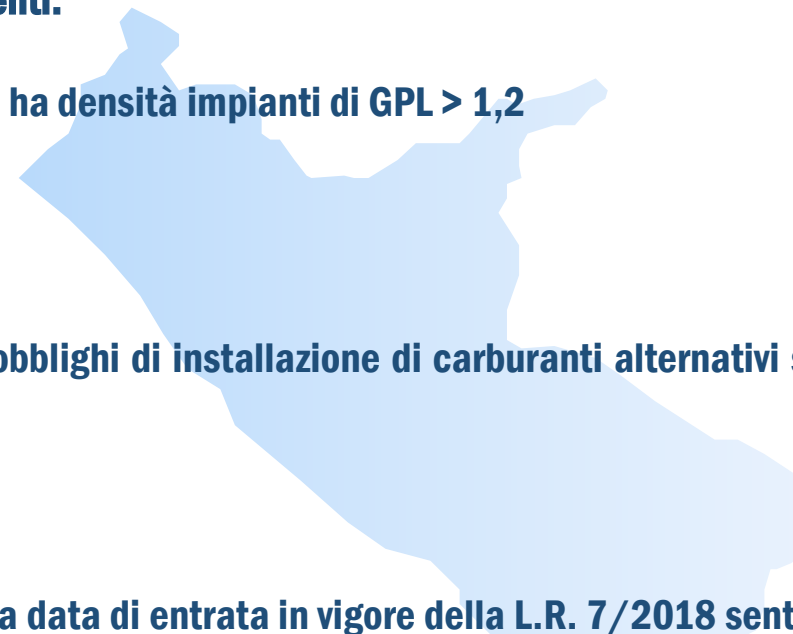 ha densità impianti di GPL > 1,2
obblighi di installazione di carburanti alternativi
a data di entrata in vigore della L.R. 7/2018